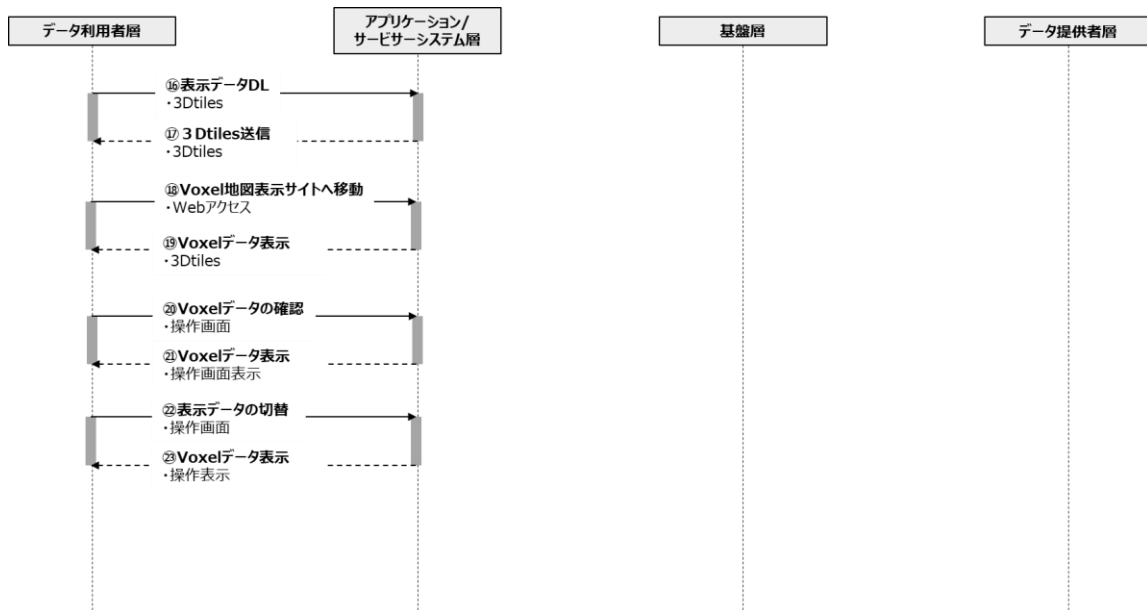 データ利用者層
アプリケーション/
サービサーシステム層
基盤層
データ提供者層
⑯表示データDL
・3Dtiles
⑰３Dtiles送信
・3Dtiles
⑱Voxel地図表示サイトへ移動
・Webアクセス
⑲Voxelデータ表示
・3Dtiles
⑳Voxelデータの確認
・操作画面
㉑Voxelデータ表示
・操作画面表示
㉒表示データの切替
・操作画面
㉓Voxelデータ表示
・操作表示